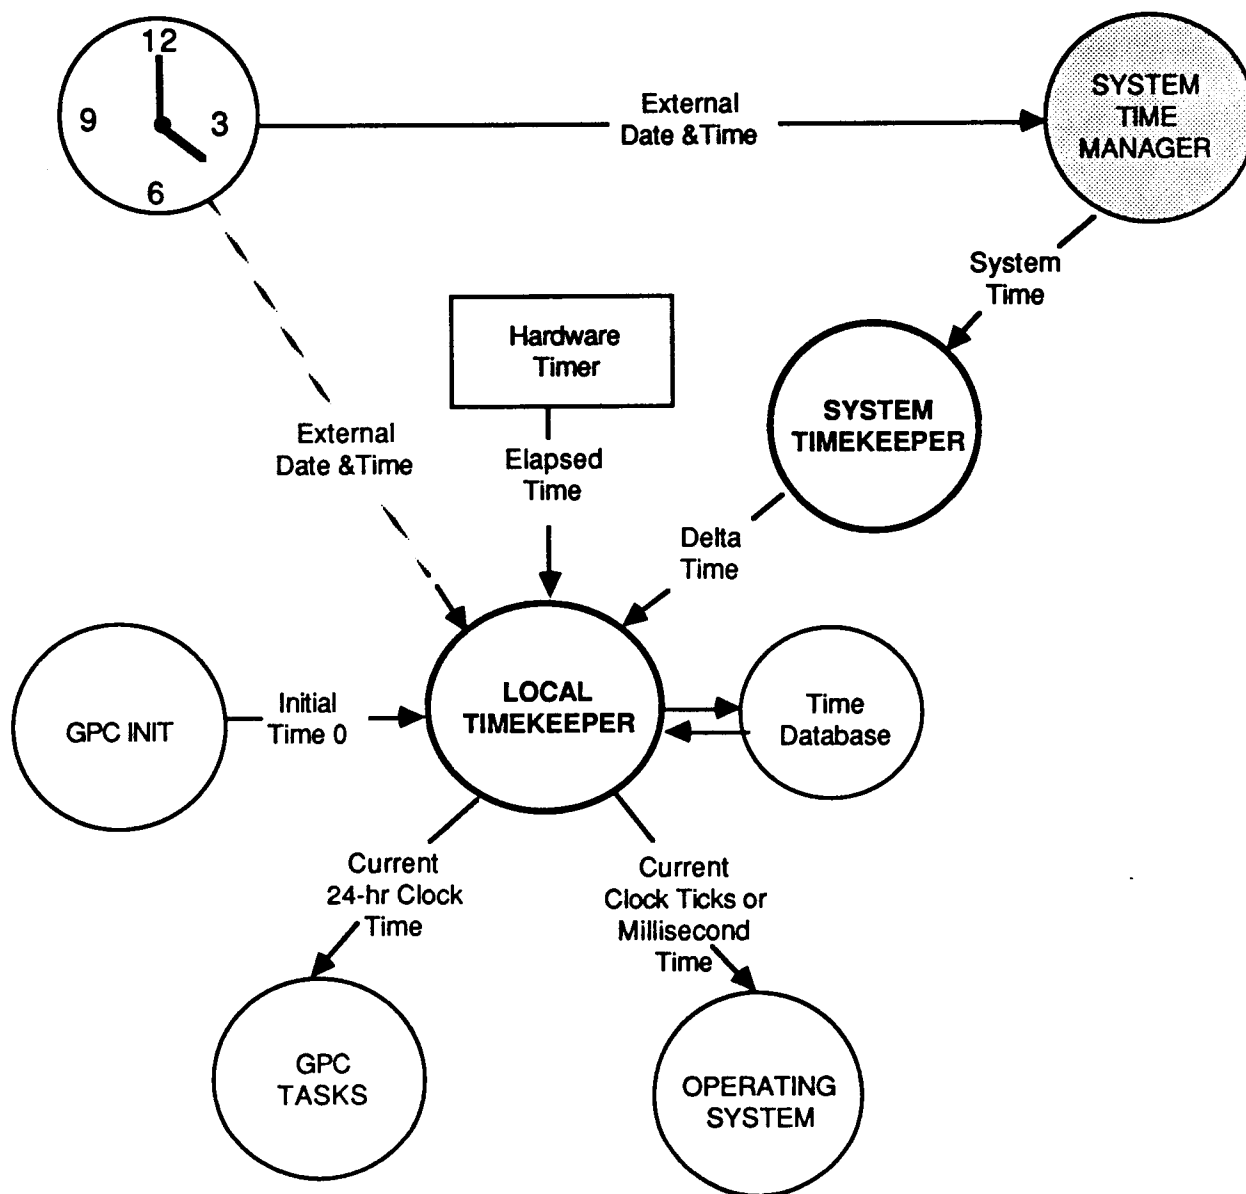 12
9
3
6
External
Date &Time
SYSTEM
TIME
MANAGER
System
Time
Hardware
Timer
SYSTEM
TIMEKEEPER
External
Date &Time
Elapsed
Time
Delta
Time
GPC INIT
Initial
Time 0
LOCAL
TIMEKEEPER
Time
Database
Current
24-hr Clock
Time
Current
Clock Ticks or
Millisecond
Time
GPC
TASKS
OPERATING
SYSTEM